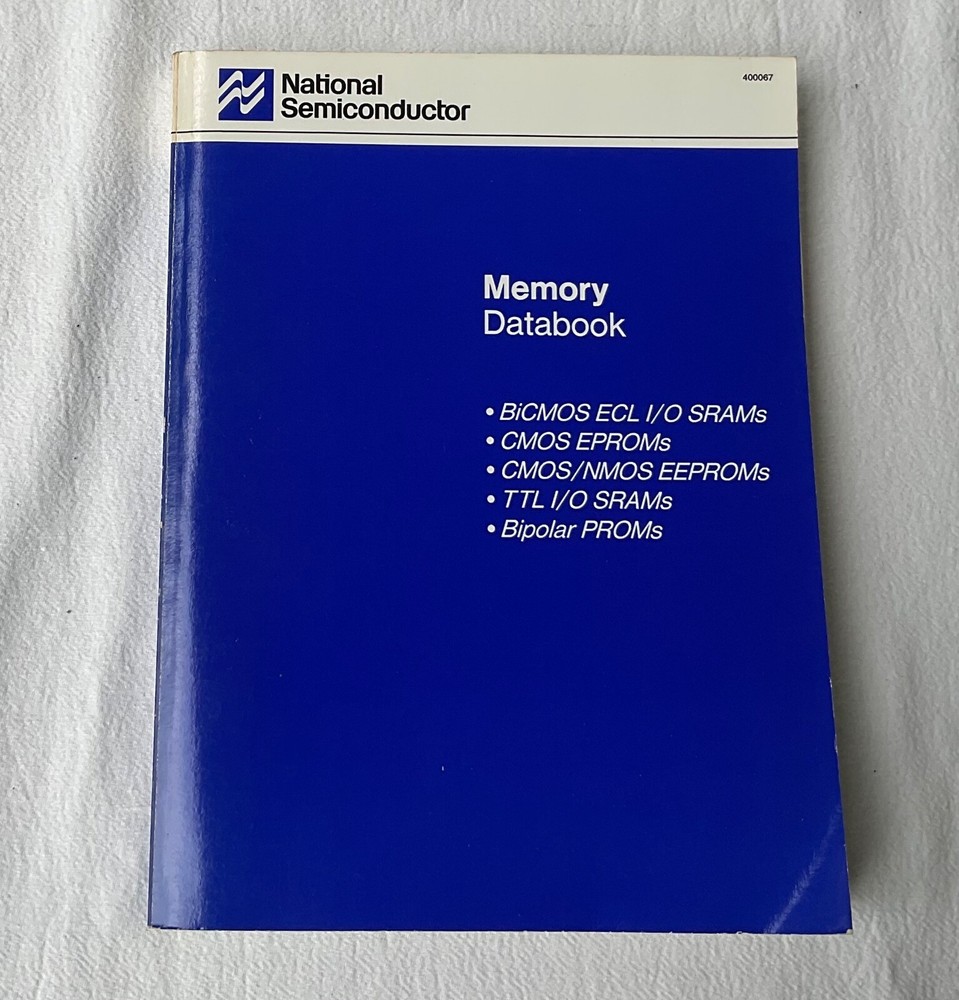 National
Semiconductor
400067
Memory
Databook
• BiCMOS ECL I/O SRAMs
• CMOS EPROMs
• CMOS/NMOS EEPROMs
• TTL I/O SRAMs
• Bipolar PROMs